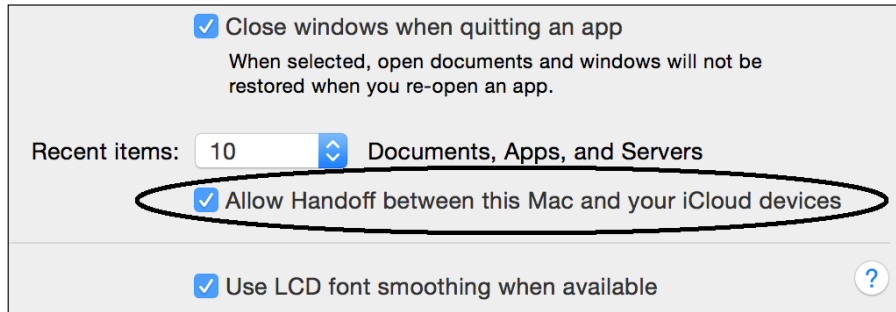 Close windows when quitting an app
When selected, open documents and windows will not be
restored when you re-open an app.
Recent items: 10 Documents, Apps, and Servers
Allow Handoff between this Mac and your iCloud devices
Use LCD font smoothing when available ?